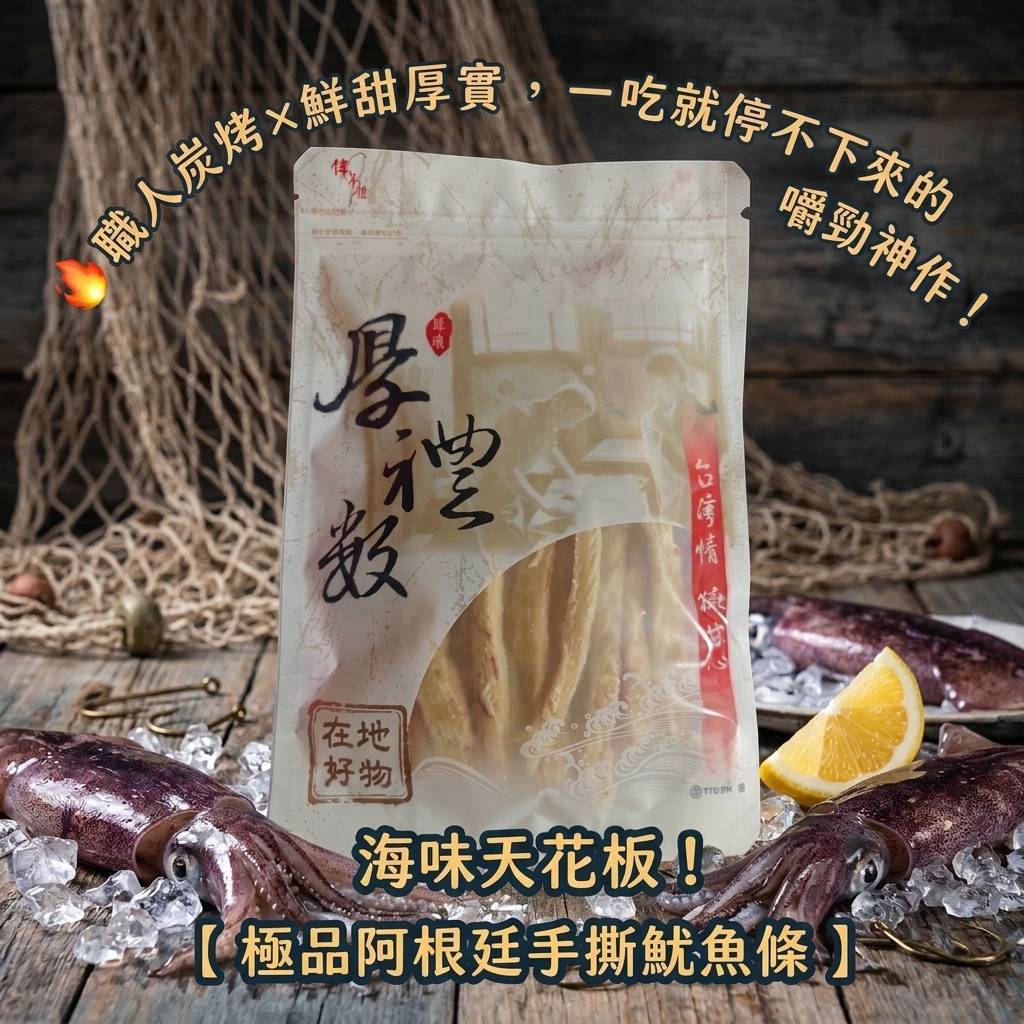 職人炭烤×鮮甜厚實，一吃就停不下來的
嚼勁神作！
厚禮數
台灣情
在地
好物
海味天花板！
【極品阿根廷手撕魷魚條】